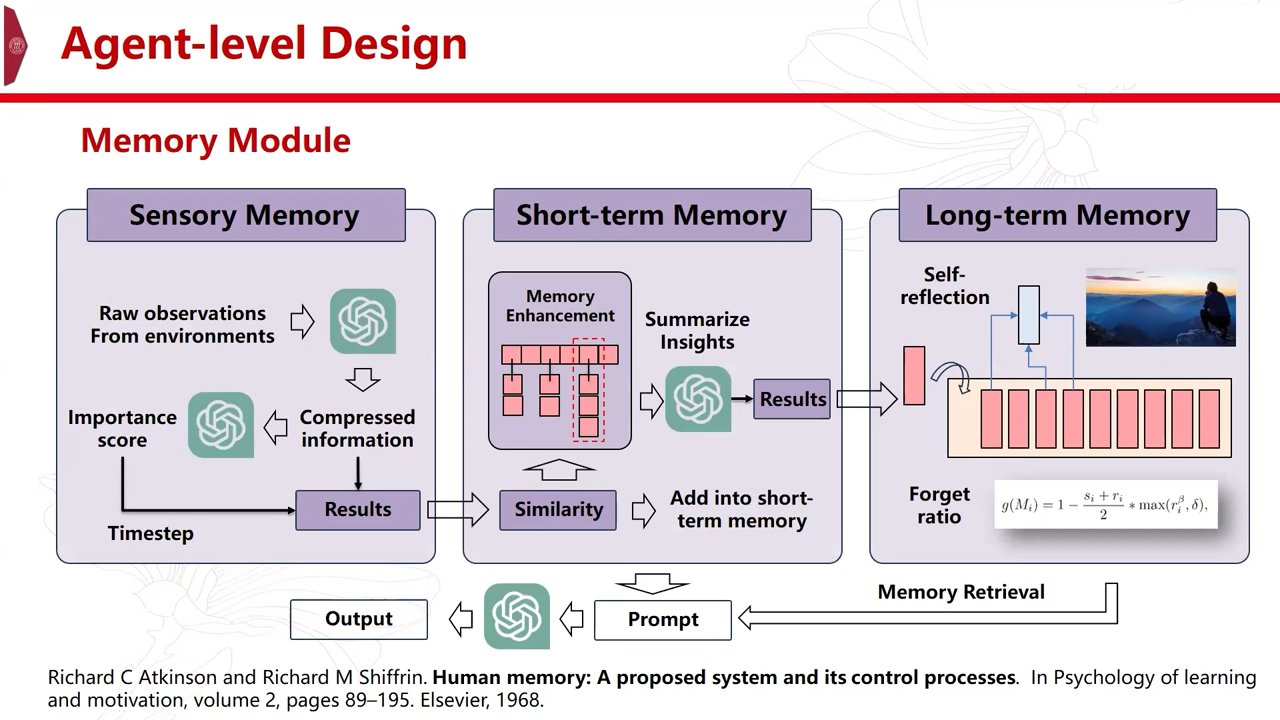 Agent-level Design
Memory Module
Sensory Memory
Raw observations
From environments
Importance
score
Compressed
information
Results
Timestep
Short-term Memory
Memory
Enhancement
Summarize
Insights
Results
Similarity
Add into short-
term memory
Long-term Memory
Self-
reflection
Forget
ratio
g(M_i) = 1 − (s_i + r_i)/2 * max(r_i^β, δ),
Memory Retrieval
Prompt
Output
Richard C Atkinson and Richard M Shiffrin. Human memory: A proposed system and its control processes. In Psychology of learning
and motivation, volume 2, pages 89–195. Elsevier, 1968.